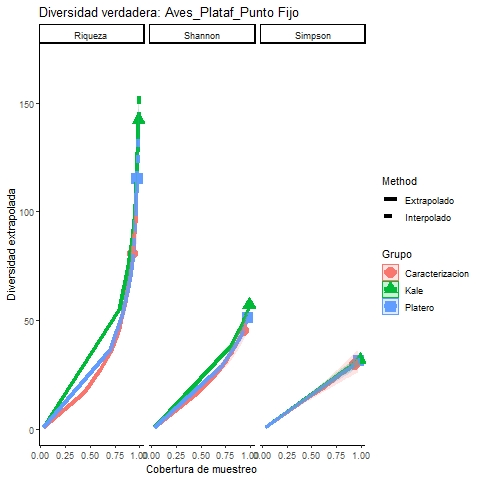 Diversidad verdadera: Aves_Plataf_Punto Fijo
Riqueza
Shannon
Simpson
Diversidad extrapolada
150
100
50
0
0.00 0.25 0.50 0.75 1.00
0.00 0.25 0.50 0.75 1.00
0.00 0.25 0.50 0.75 1.00
Cobertura de muestreo
Method
Extrapolado
Interpolado
Grupo
Caracterizacion
Kale
Platero